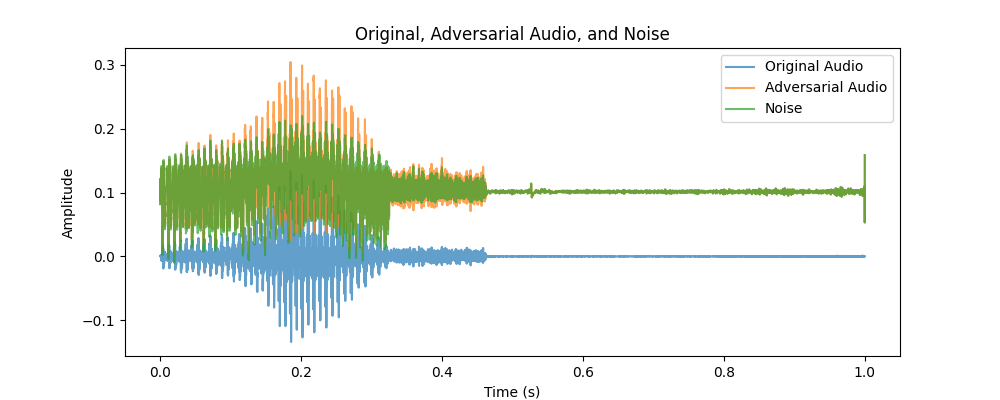 Original, Adversarial Audio, and Noise
Original Audio
Adversarial Audio
Noise
Amplitude
0.3
0.2
0.1
0.0
−0.1
0.0 0.2 0.4 0.6 0.8 1.0
Time (s)